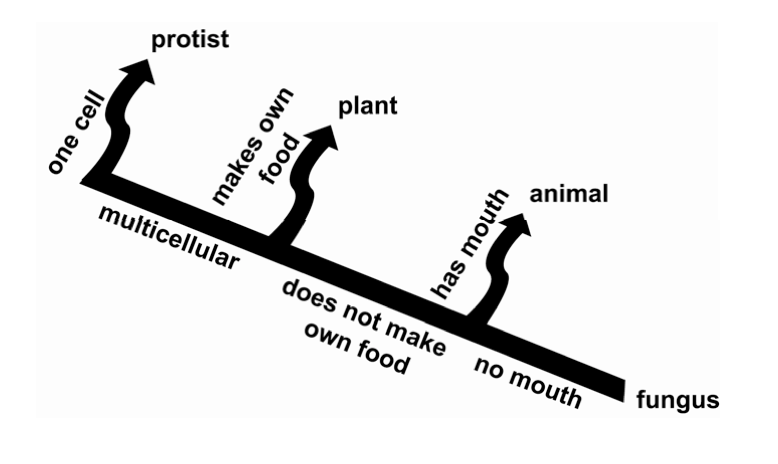 protist
one cell
multicellular
plant
makes own
food
does not make
own food
animal
has mouth
no mouth
fungus